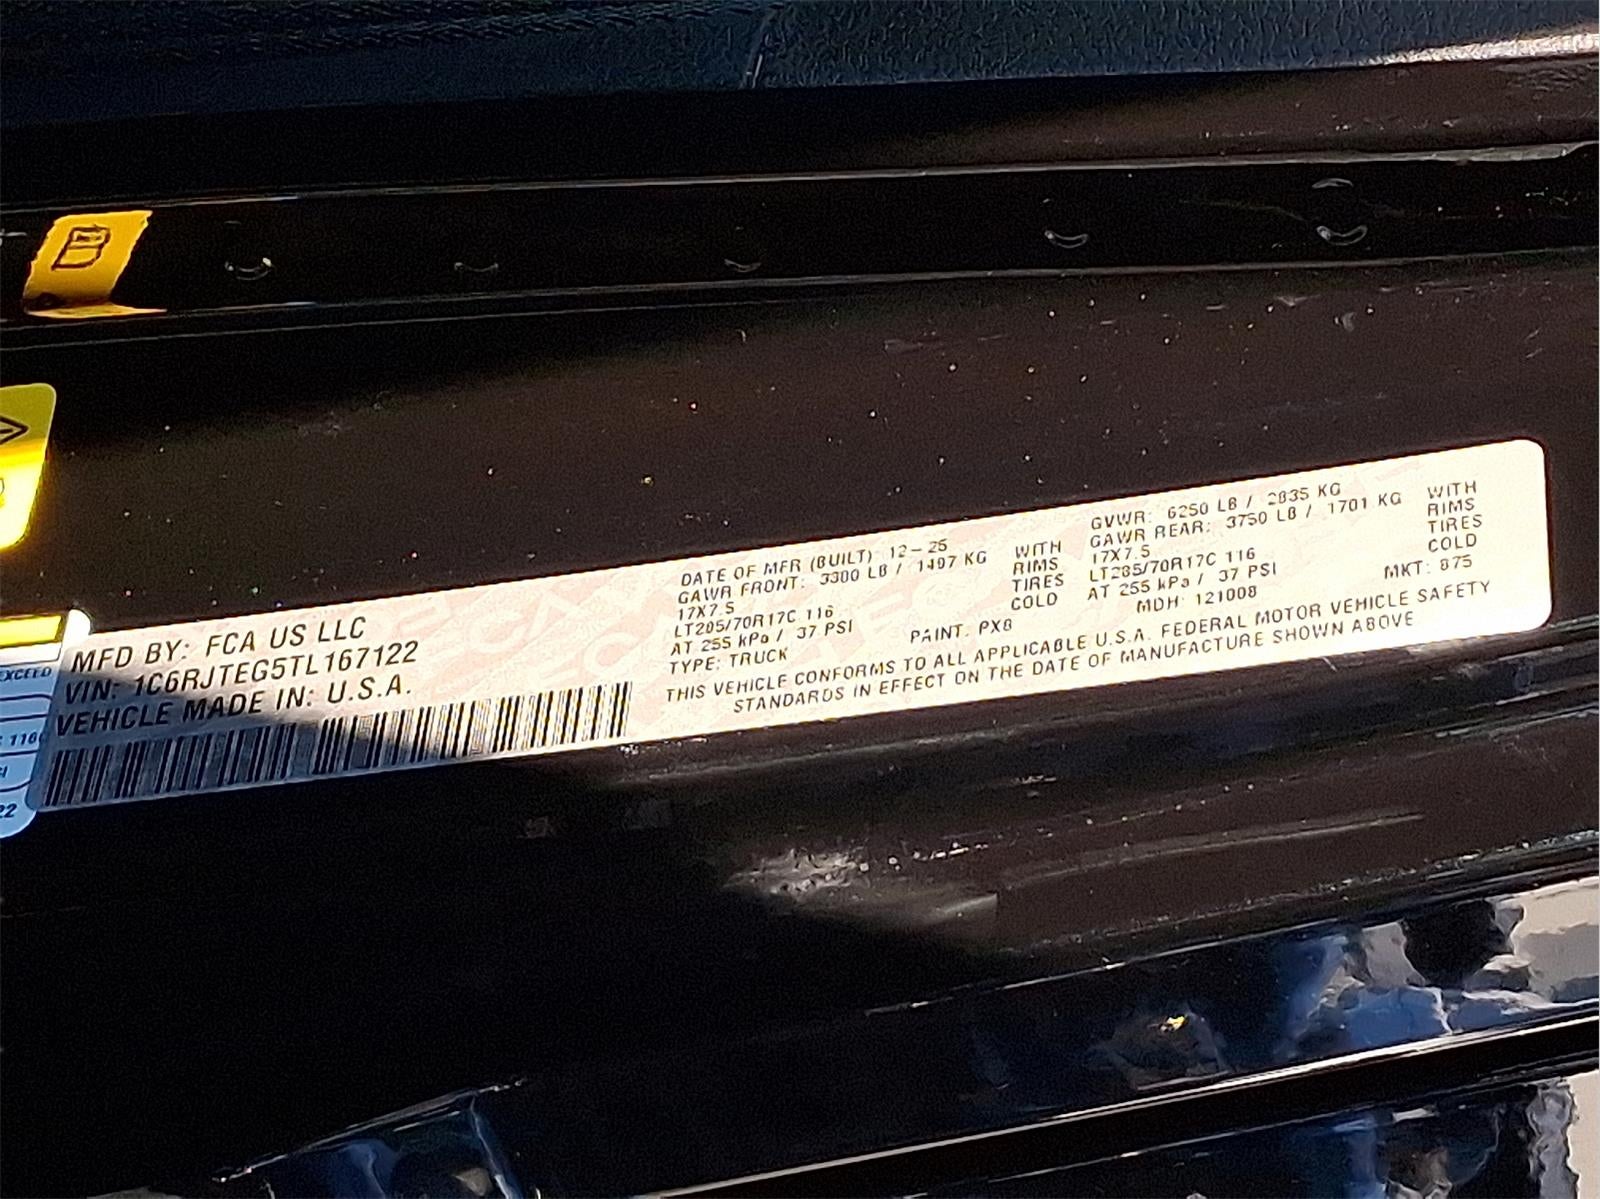 MFD BY: FCA US LLC
VIN: 1C6RJTEG5TL167122
VEHICLE MADE IN: U.S.A.
DATE OF MFR (BUILT) 12-25
GAWR FRONT: 3300 LB / 1497 KG WITH
17X7.5 RIMS
LT285/70R17C 116 TIRES
AT 255 kPa / 37 PSI COLD
TYPE: TRUCK PAINT: PX8
GVWR: 6250 LB / 2835 KG
GAWR REAR: 3750 LB / 1701 KG WITH
17X7.5 RIMS
LT285/70R17C 116 TIRES
AT 255 kPa / 37 PSI COLD
MDH: 121008 MKT: 875
THIS VEHICLE CONFORMS TO ALL APPLICABLE U.S.A. FEDERAL MOTOR VEHICLE SAFETY
STANDARDS IN EFFECT ON THE DATE OF MANUFACTURE SHOWN ABOVE
EXCEED
22